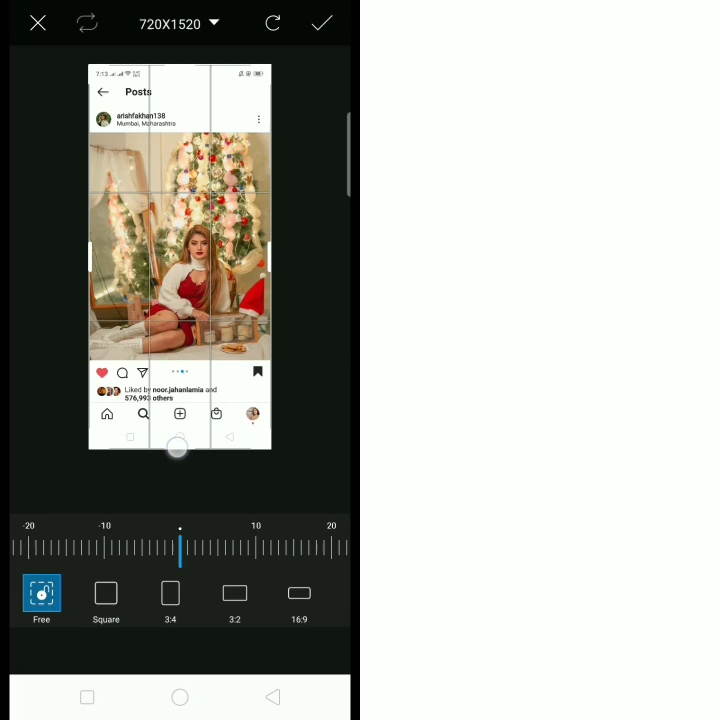 720X1520
7:13
Posts
arishfakhan138
Mumbai, Maharashtra
Liked by noor.jahanlamia and
576,993 others
-20 -10 10 20
Free Square 3:4 3:2 16:9